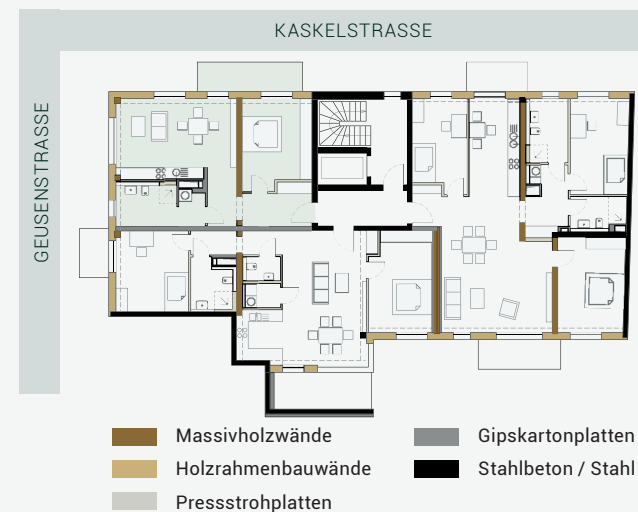 KASKELSTRASSE
GEUSENSTRASSE
Massivholzwände
Holzrahmenbauwände
Pressstrohplatten
Gipskartonplatten
Stahlbeton / Stahl